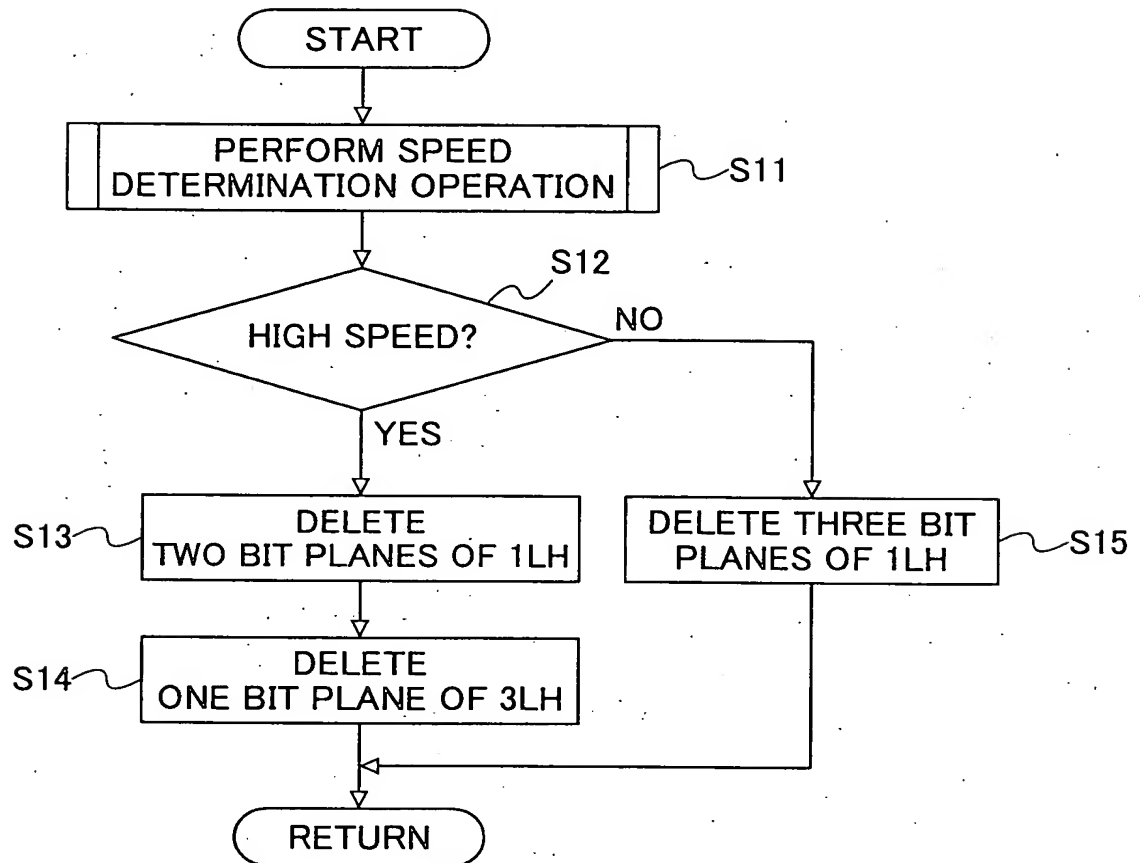 START
PERFORM SPEED
DETERMINATION OPERATION
S11
S12
HIGH SPEED?
NO
YES
S13
DELETE
TWO BIT PLANES OF 1LH
DELETE THREE BIT
PLANES OF 1LH
S15
S14
DELETE
ONE BIT PLANE OF 3LH
RETURN